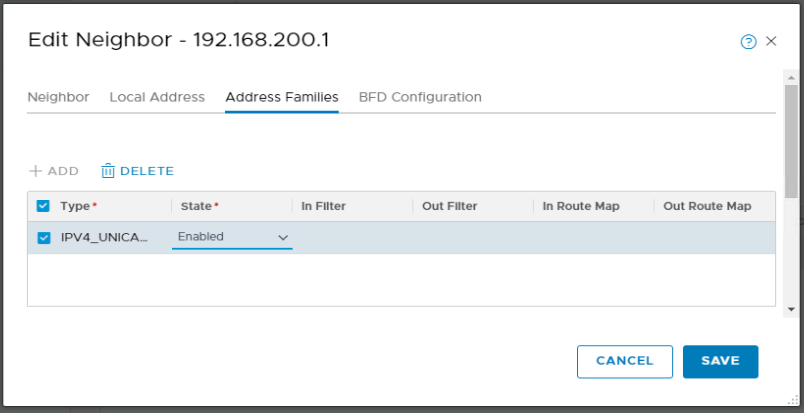 Edit Neighbor - 192.168.200.1
Neighbor Local Address Address Families BFD Configuration
+ ADD DELETE
Type* State* In Filter Out Filter In Route Map Out Route Map
IPV4_UNICA... Enabled
CANCEL SAVE